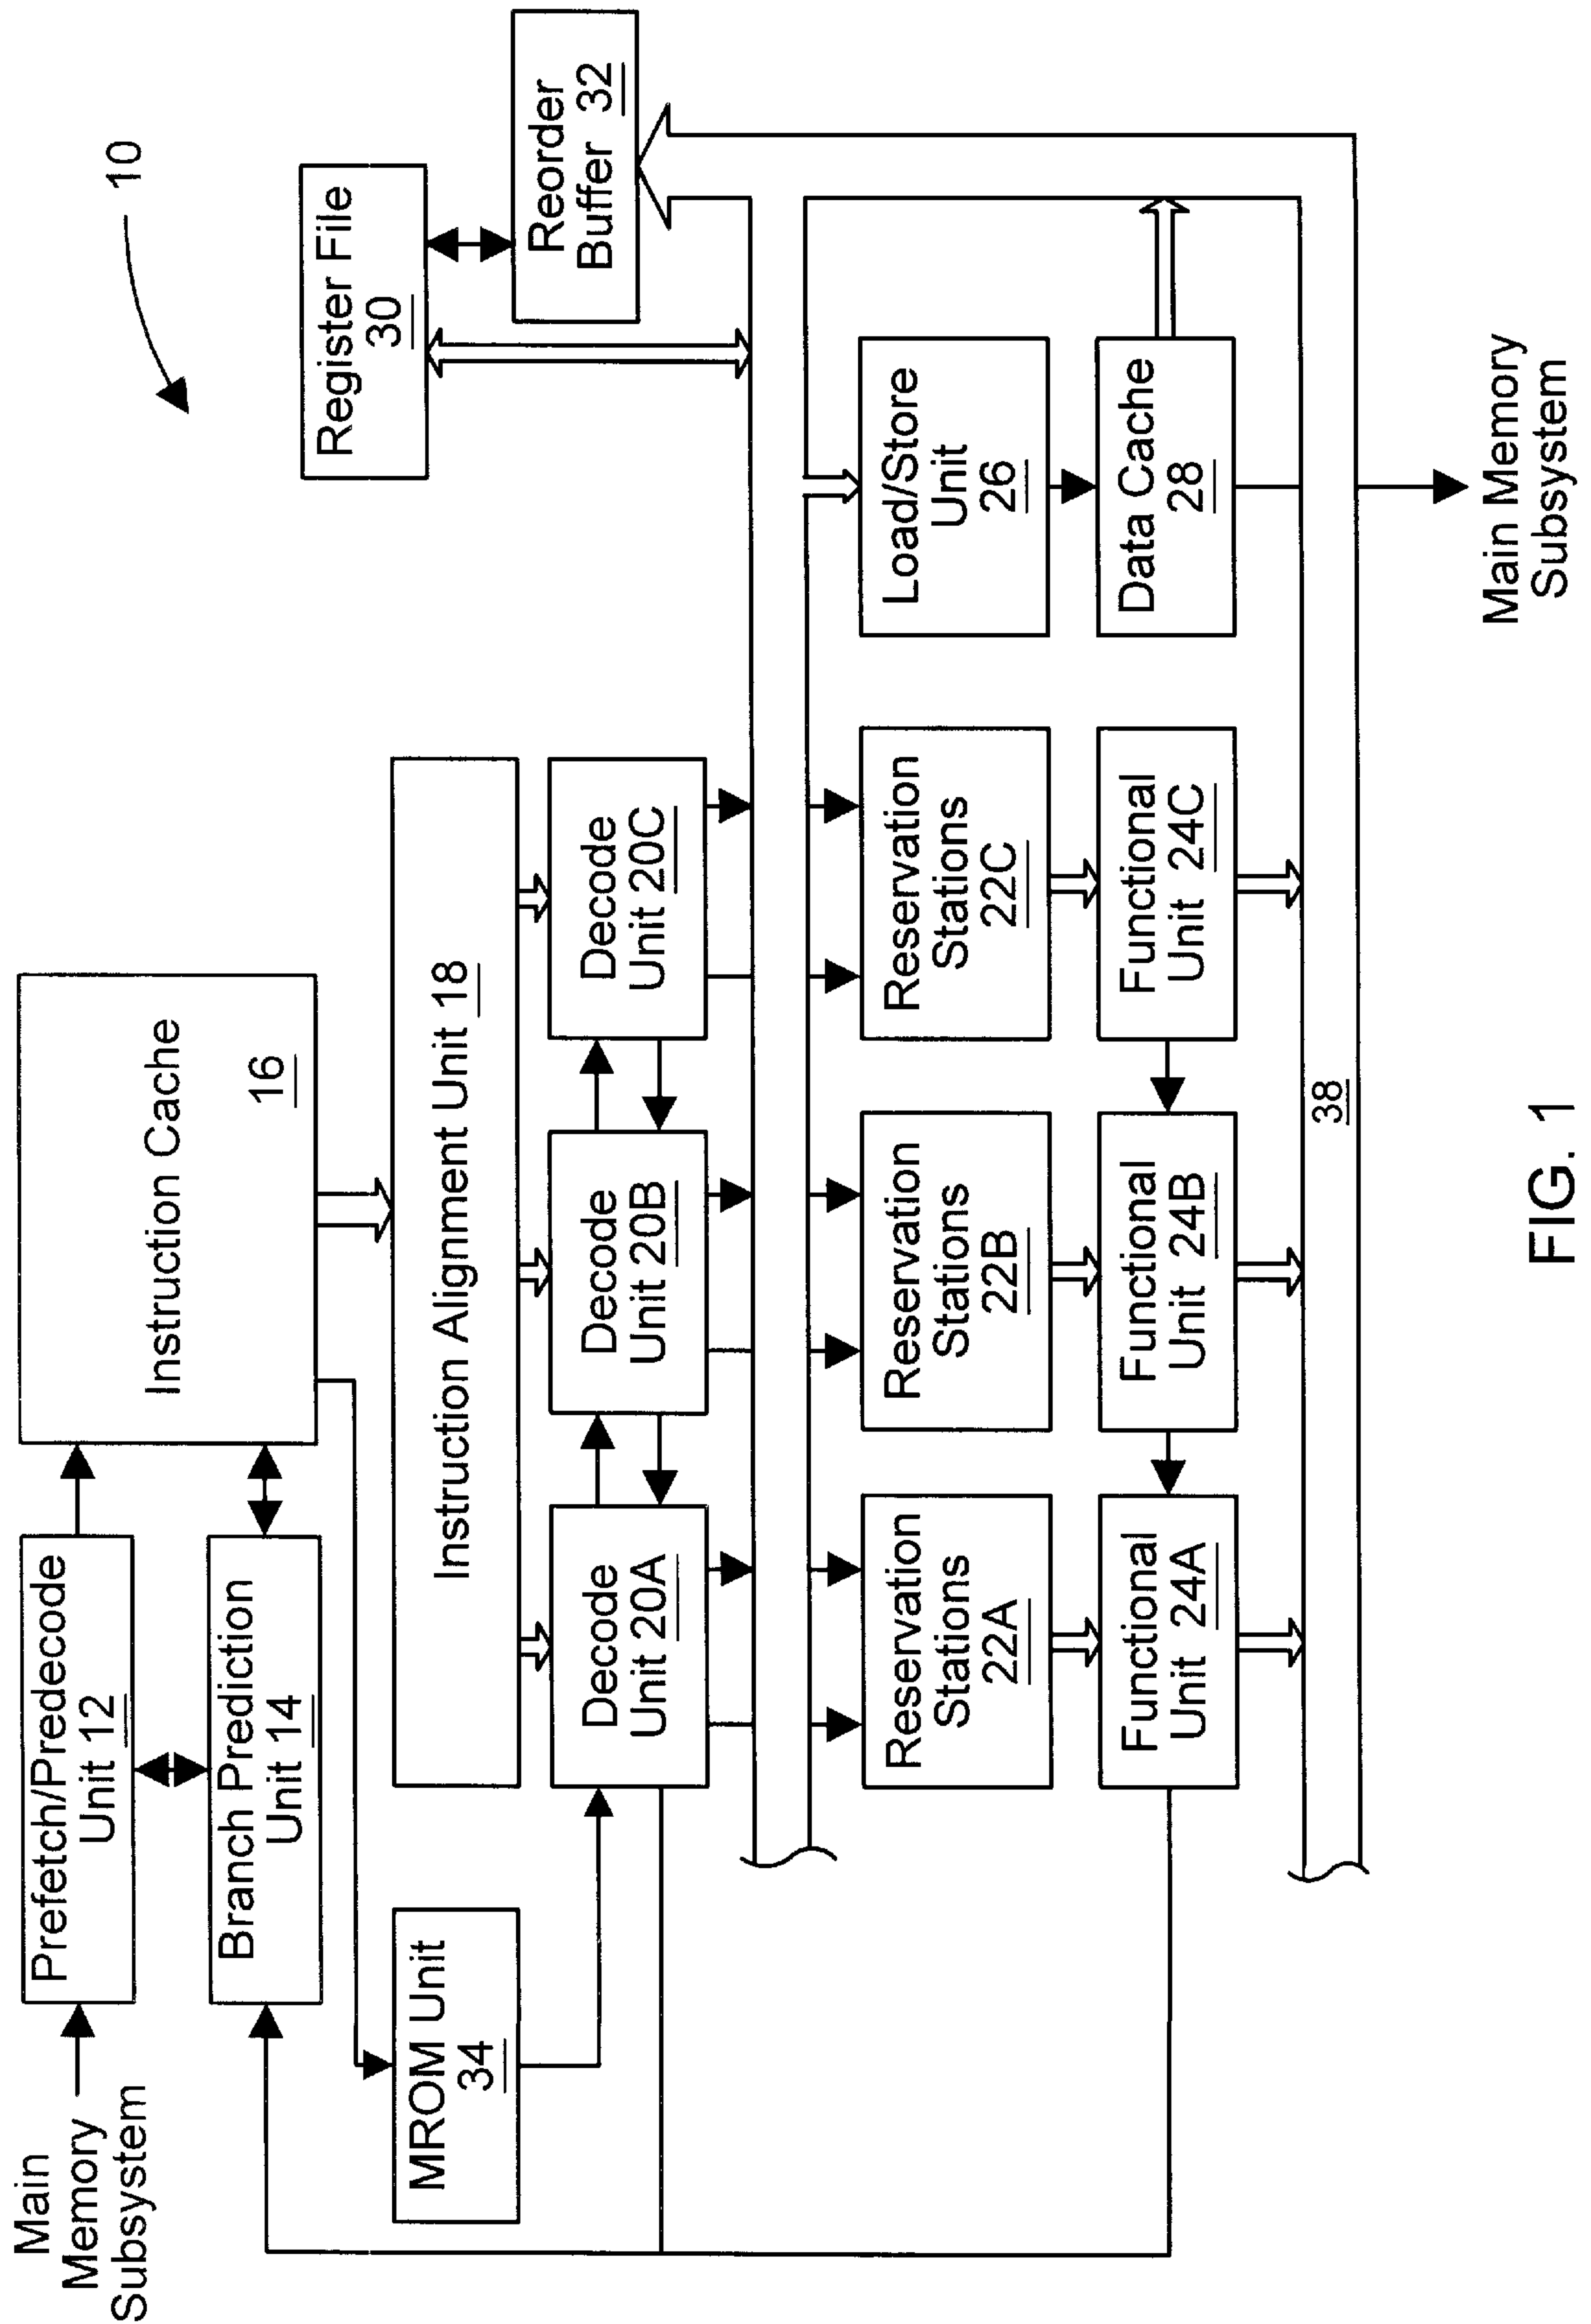 Main
Memory
Subsystem
Prefetch/Predecode
Unit 12
Branch Prediction
Unit 14
Instruction Cache
16
10
Register File
30
Reorder
Buffer 32
MROM Unit
34
Instruction Alignment Unit 18
Decode
Unit 20A
Decode
Unit 20B
Decode
Unit 20C
Reservation
Stations
22A
Reservation
Stations
22B
Reservation
Stations
22C
Load/Store
Unit
26
Functional
Unit 24A
Functional
Unit 24B
Functional
Unit 24C
Data Cache
28
38
Main Memory
Subsystem
FIG. 1